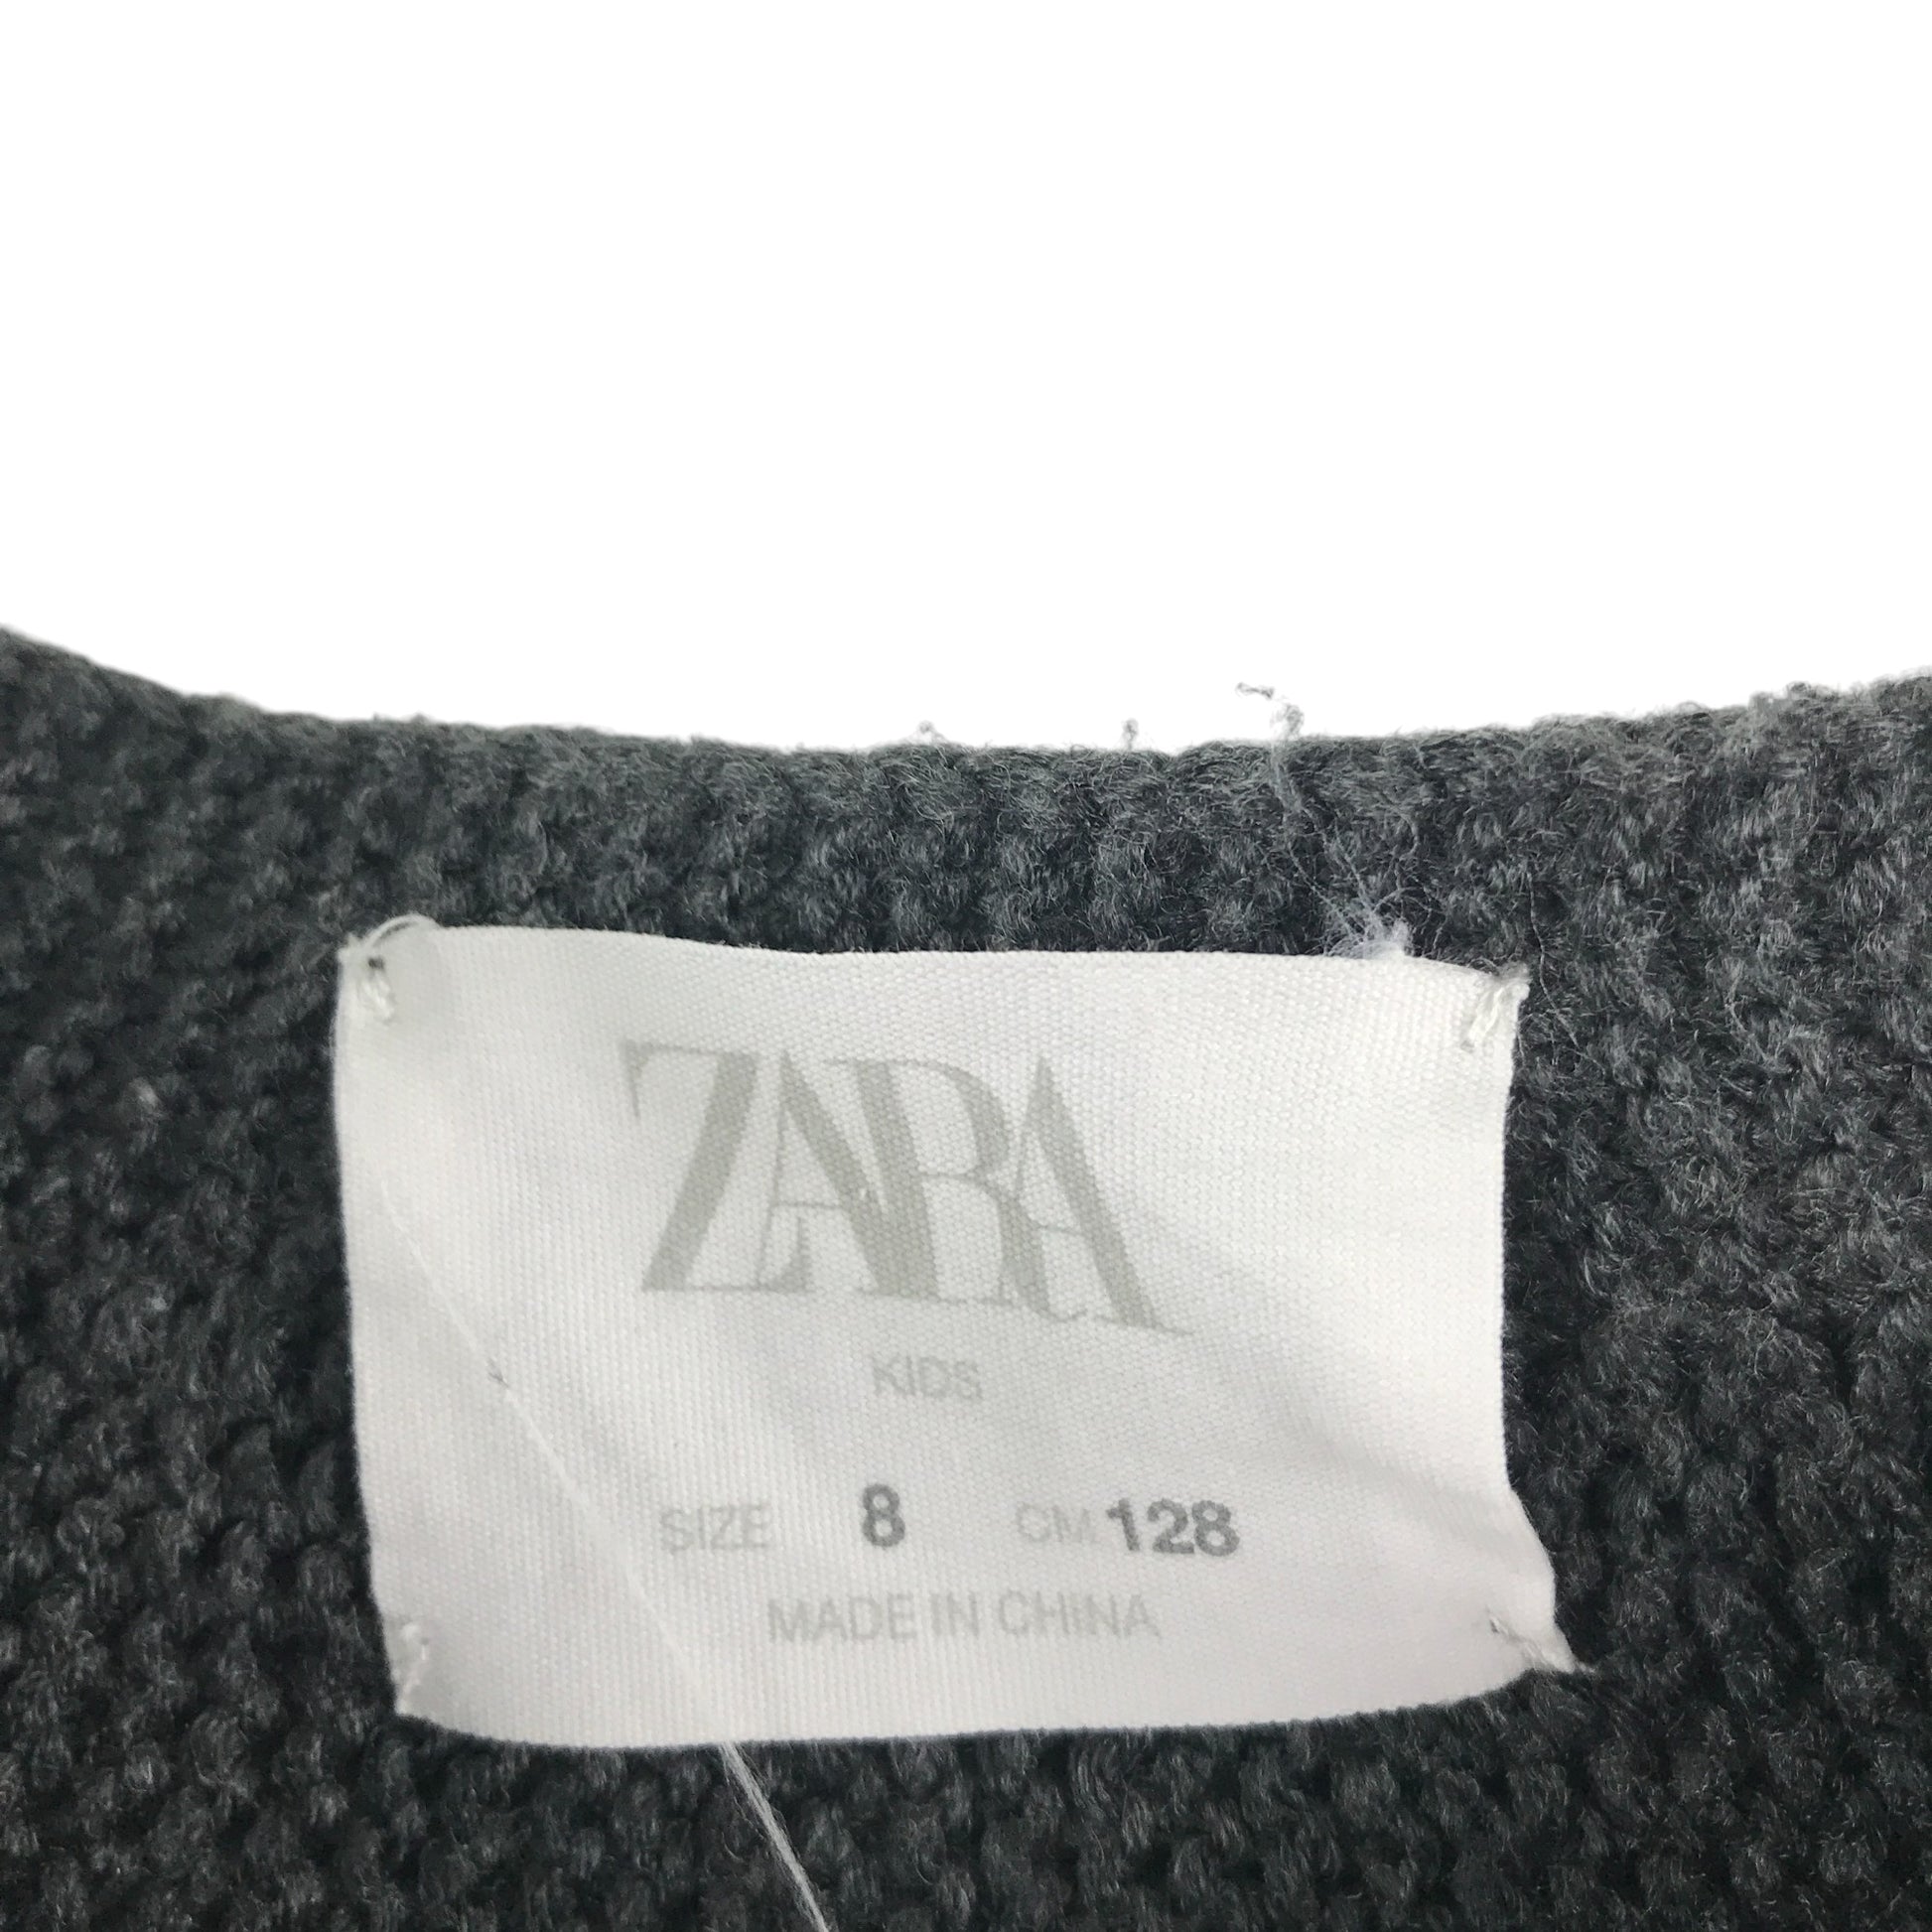 ZARA
KIDS
SIZE 8 CM 128
MADE IN CHINA